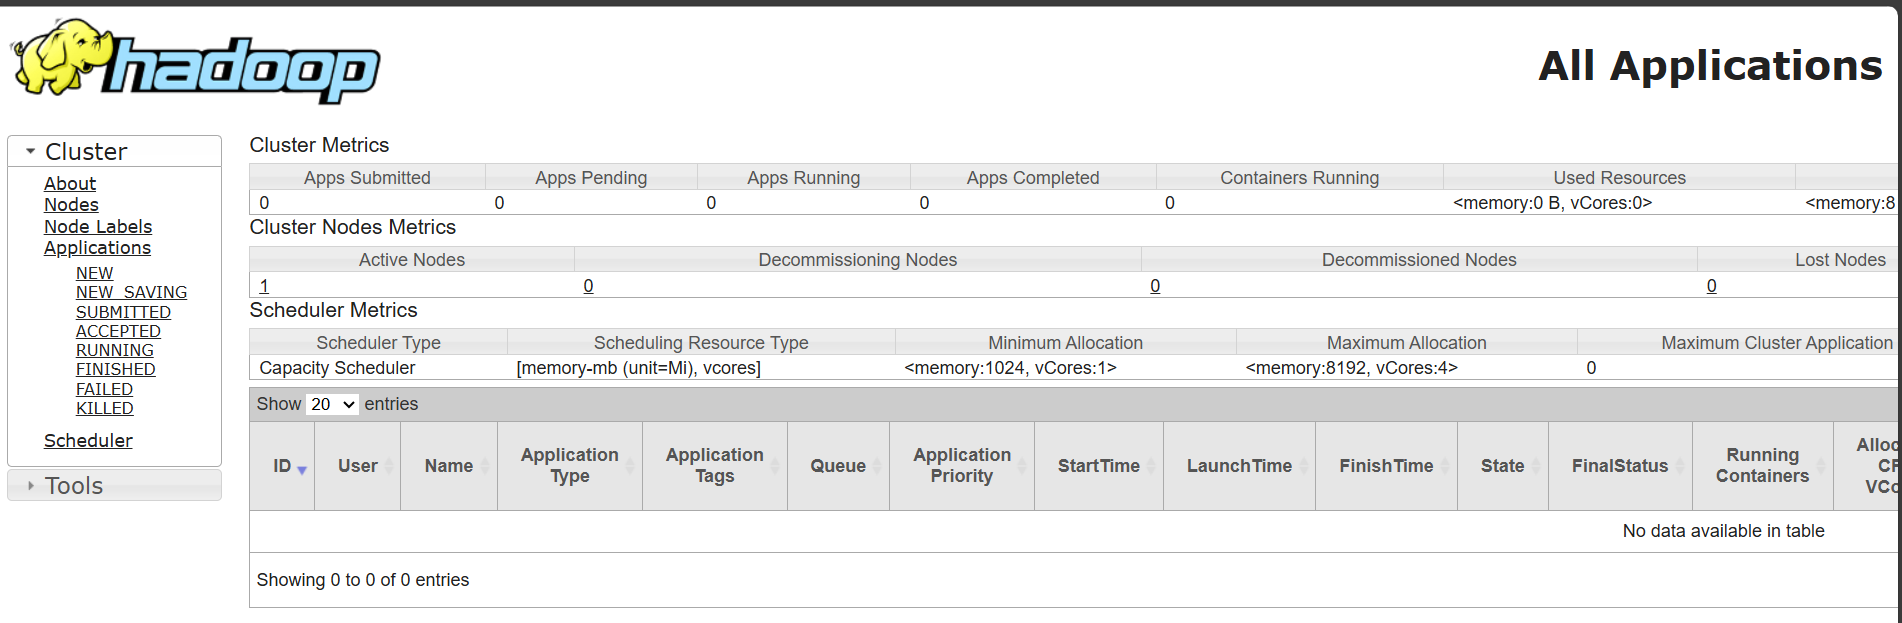 hadoop
All Applications
Cluster
About
Nodes
Node Labels
Applications
NEW
NEW_SAVING
SUBMITTED
ACCEPTED
RUNNING
FINISHED
FAILED
KILLED
Scheduler
Tools
Cluster Metrics
Apps Submitted Apps Pending Apps Running Apps Completed Containers Running Used Resources
0 0 0 0 0 <memory:0 B, vCores:0> <memory:8
Cluster Nodes Metrics
Active Nodes Decommissioning Nodes Decommissioned Nodes Lost Nodes
1 0 0 0
Scheduler Metrics
Scheduler Type Scheduling Resource Type Minimum Allocation Maximum Allocation Maximum Cluster Application
Capacity Scheduler [memory-mb (unit=Mi), vcores] <memory:1024, vCores:1> <memory:8192, vCores:4> 0
Show 20 entries
ID User Name Application Type Application Tags Queue Application Priority StartTime LaunchTime FinishTime State FinalStatus Running Containers
No data available in table
Showing 0 to 0 of 0 entries